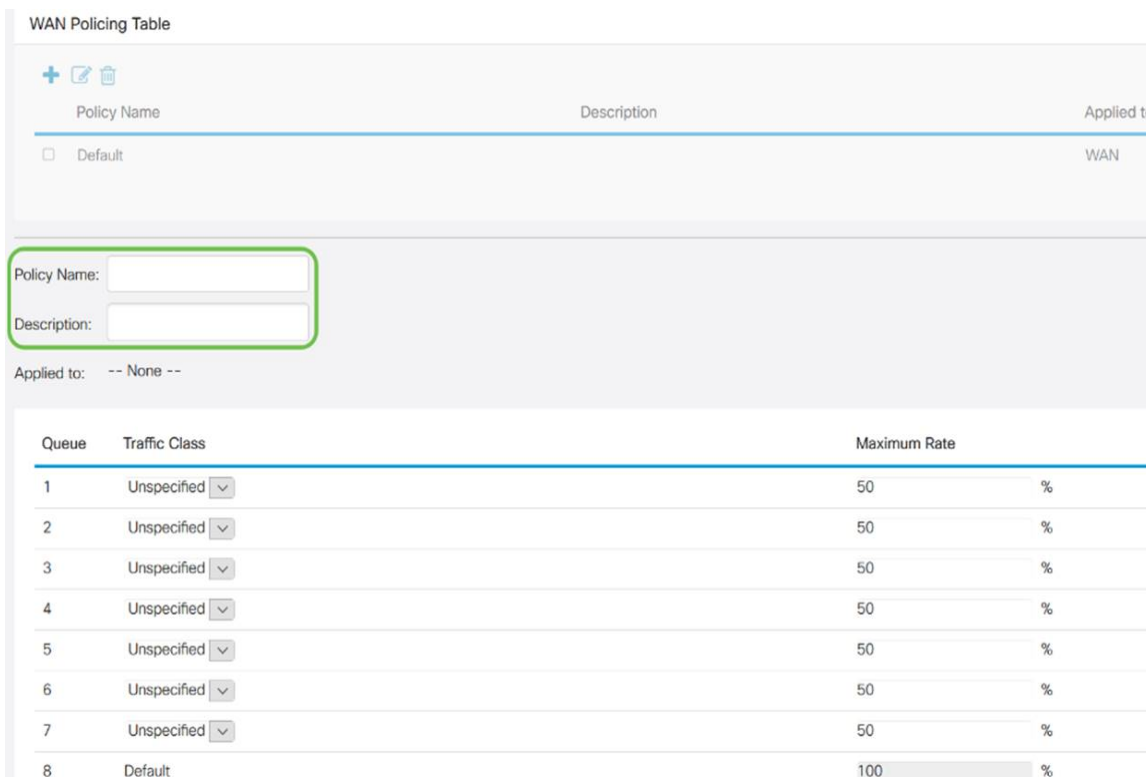 WAN Policing Table
Policy Name Description Applied t
Default WAN
Policy Name:
Description:
Applied to: -- None --
Queue Traffic Class Maximum Rate
1 Unspecified 50 %
2 Unspecified 50 %
3 Unspecified 50 %
4 Unspecified 50 %
5 Unspecified 50 %
6 Unspecified 50 %
7 Unspecified 50 %
8 Default 100 %